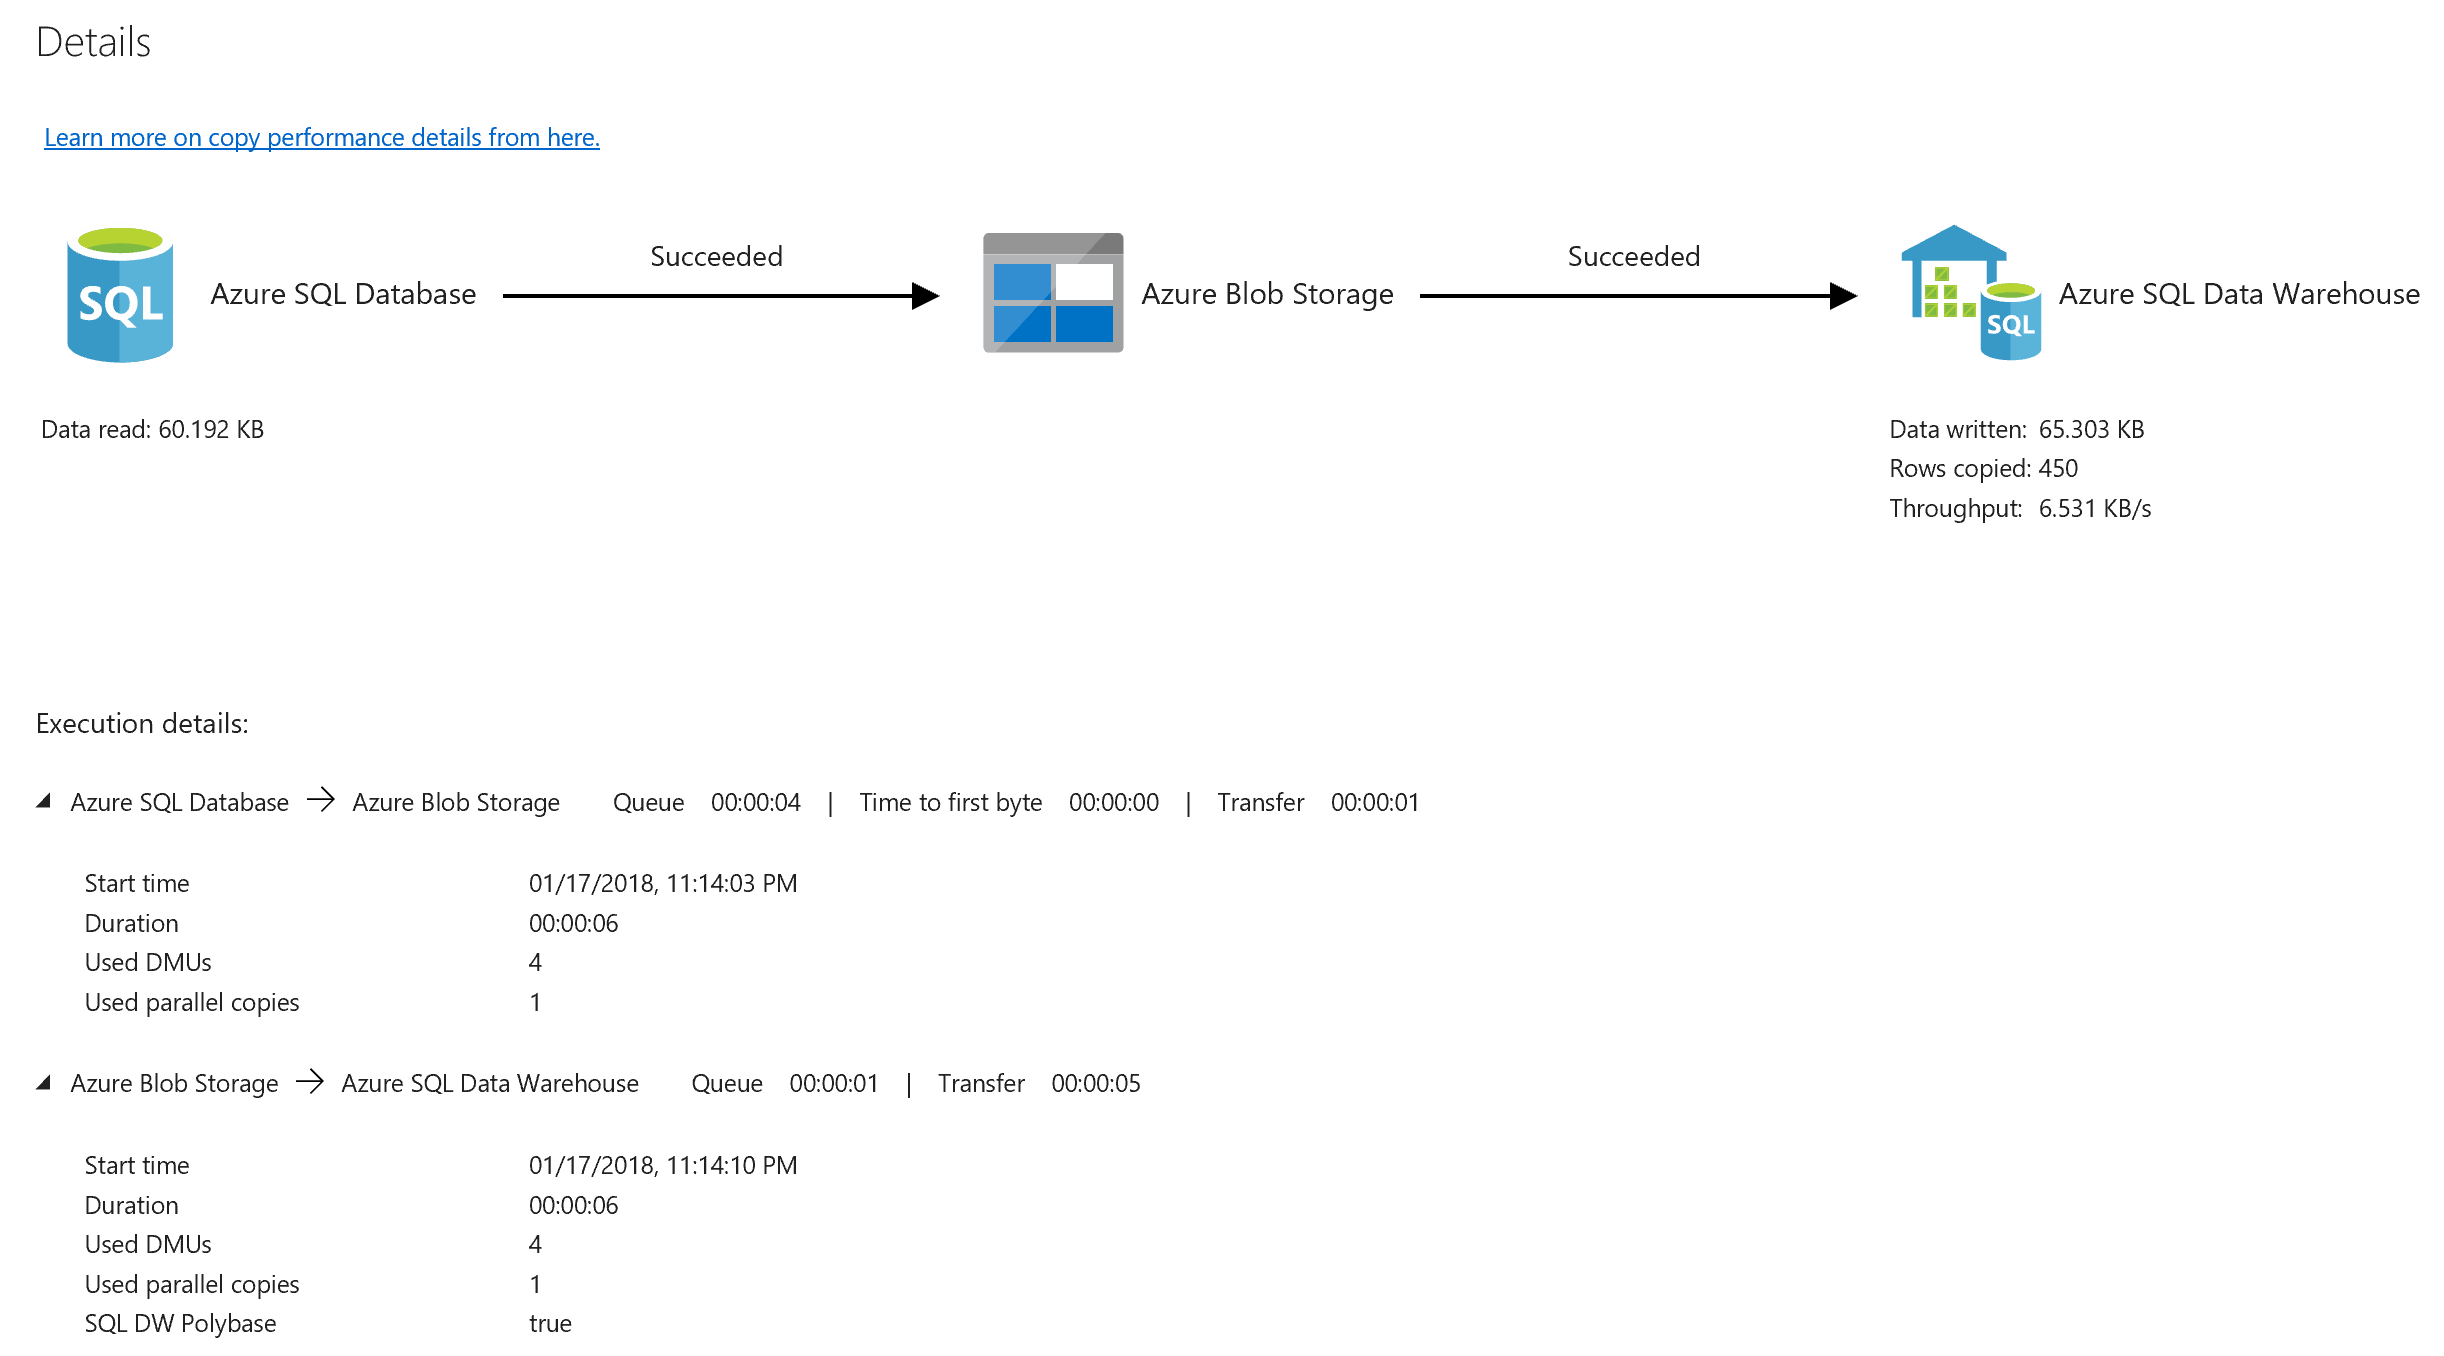 Details
Learn more on copy performance details from here.
Succeeded
Succeeded
SQL
Azure SQL Database
Azure Blob Storage
SQL
Azure SQL Data Warehouse
Data read: 60.192 KB
Data written: 65.303 KB
Rows copied: 450
Throughput: 6.531 KB/s
Execution details:
Azure SQL Database → Azure Blob Storage Queue 00:00:04 | Time to first byte 00:00:00 | Transfer 00:00:01
Start time 01/17/2018, 11:14:03 PM
Duration 00:00:06
Used DMUs 4
Used parallel copies 1
Azure Blob Storage → Azure SQL Data Warehouse Queue 00:00:01 | Transfer 00:00:05
Start time 01/17/2018, 11:14:10 PM
Duration 00:00:06
Used DMUs 4
Used parallel copies 1
SQL DW Polybase true